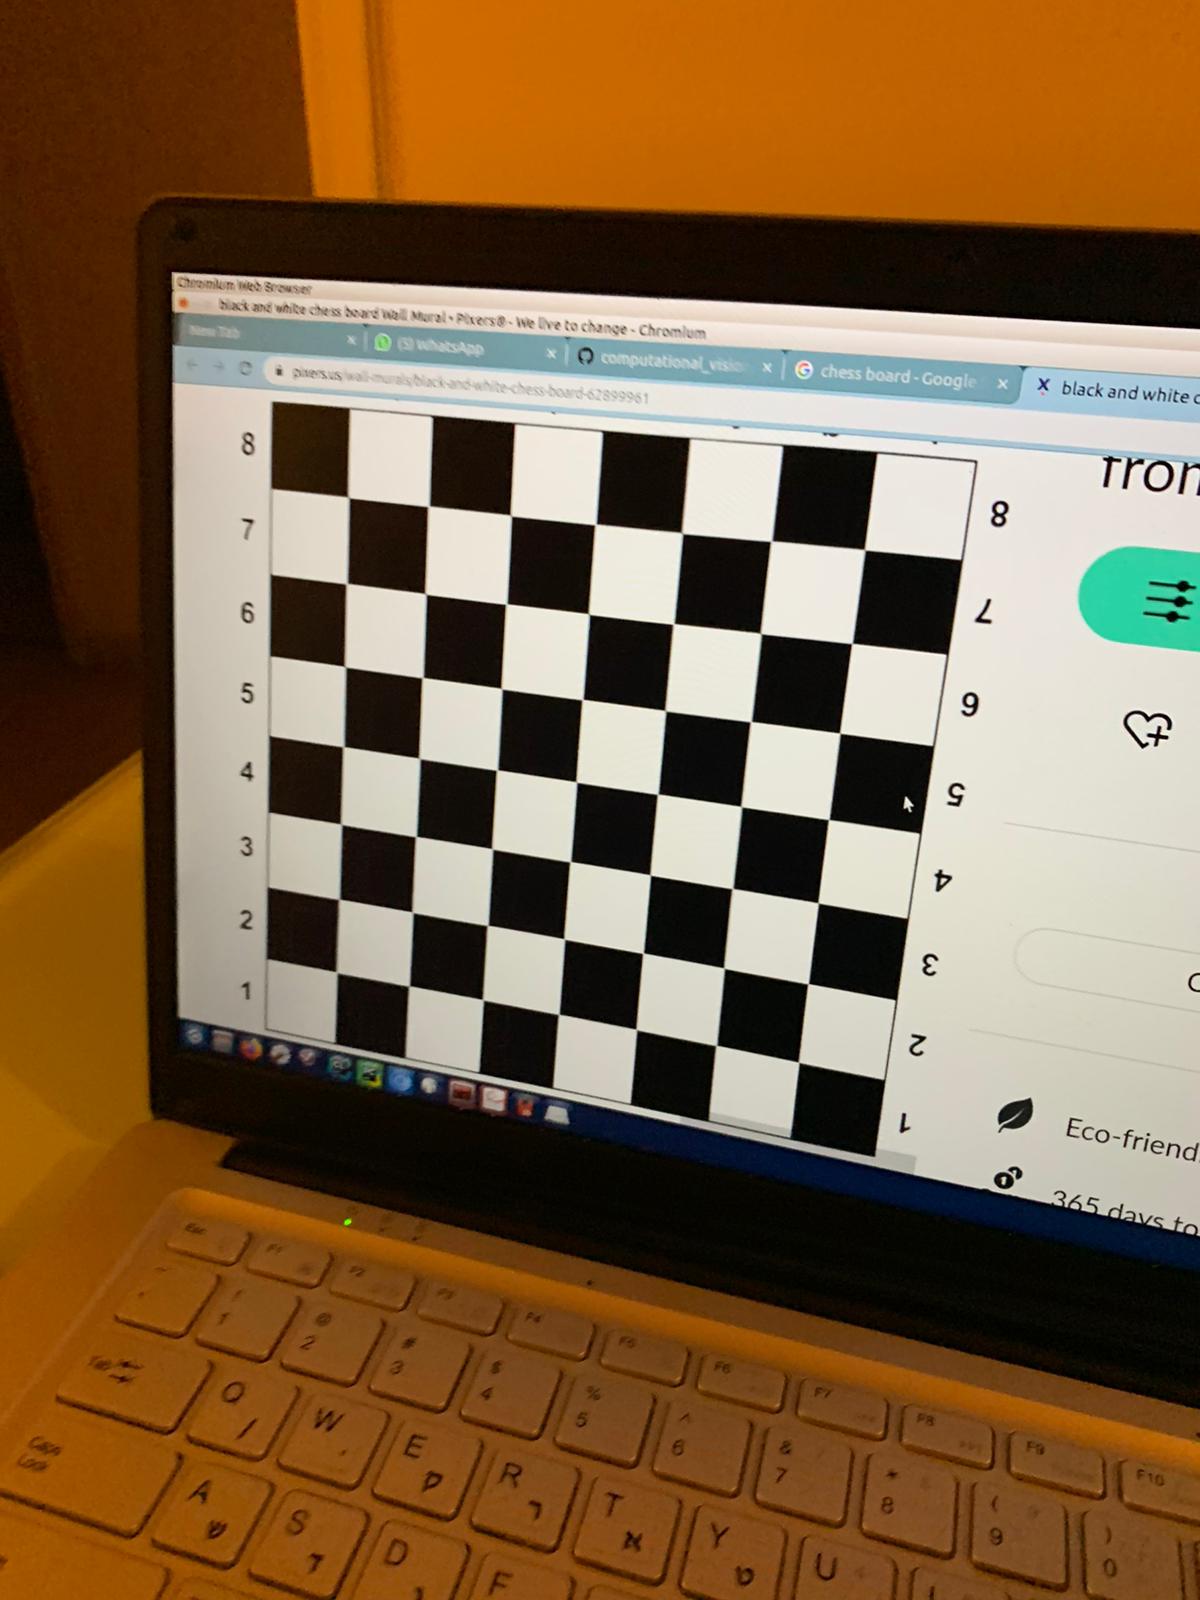 Chromium Web Browser
black and white chess board Wall Mural • Pixers® - We live to change - Chromium
New Tab
(5) WhatsApp
computational_visio
chess board - Google
black and white c
pixers.us/wall-murals/black-and-white-chess-board-62899961
8
7
6
5
4
3
2
1
8
7
6
5
4
3
2
1
from
Eco-friend
365 days to
Esc
F1
F2
F3
F4
F5
F6
F7
F8
F9
F10
! 1
@ 2
# 3
$ 4
% 5
^ 6
& 7
* 8
( 9
) 0
Tab
Q /
W '
E ק
R ר
T א
Y ט
U
Caps Lock
A ש
S ד
D
F